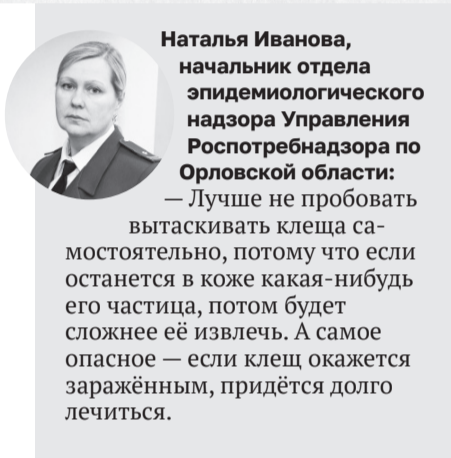 Наталья Иванова,
начальник отдела
эпидемиологического
надзора Управления
Роспотребнадзора по
Орловской области:
— Лучше не пробовать
вытаскивать клеща са-
мостоятельно, потому что если
останется в коже какая-нибудь
его частица, потом будет
сложнее её извлечь. А самое
опасное — если клещ окажется
заражённым, придётся долго
лечиться.